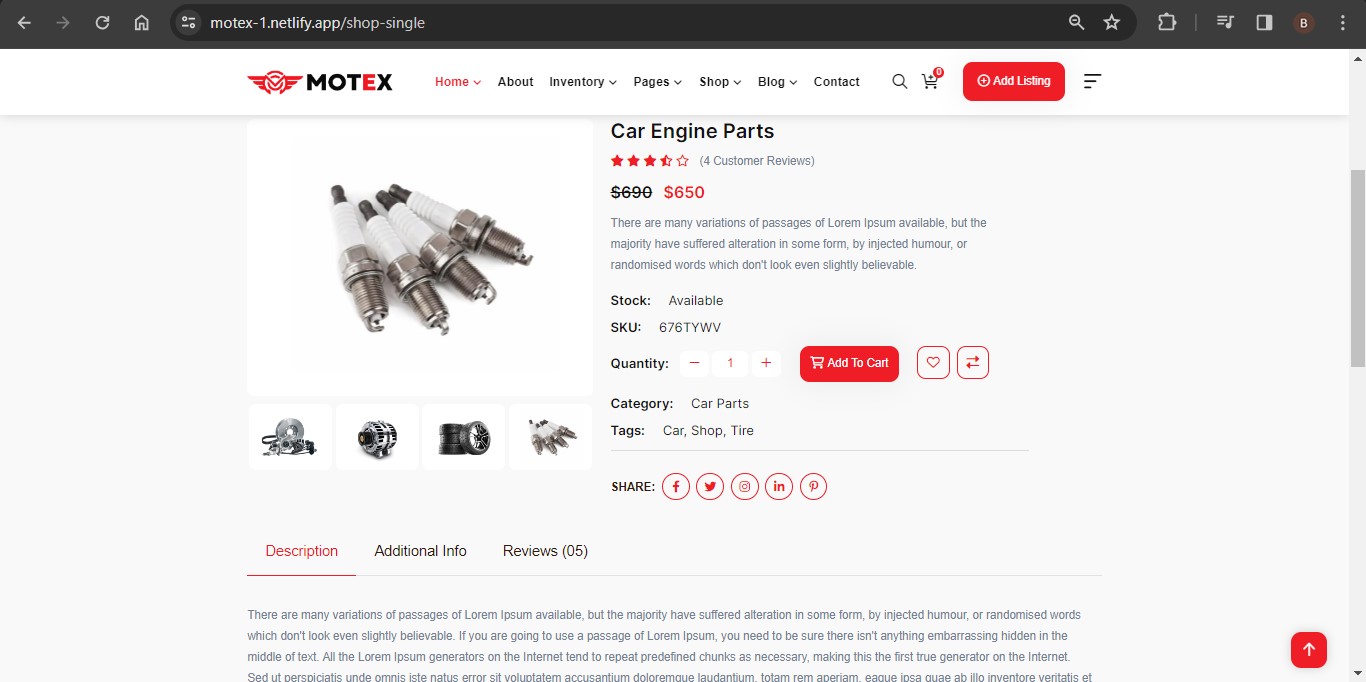 motex-1.netlify.app/shop-single
B
MOTEX
Home
About
Inventory
Pages
Shop
Blog
Contact
0
Add Listing
Car Engine Parts
(4 Customer Reviews)
$690 $650
There are many variations of passages of Lorem Ipsum available, but the
majority have suffered alteration in some form, by injected humour, or
randomised words which don't look even slightly believable.
Stock: Available
SKU: 676TYWV
Quantity: − 1 + Add To Cart
Category: Car Parts
Tags: Car, Shop, Tire
SHARE:
Description Additional Info Reviews (05)
There are many variations of passages of Lorem Ipsum available, but the majority have suffered alteration in some form, by injected humour, or randomised words
which don't look even slightly believable. If you are going to use a passage of Lorem Ipsum, you need to be sure there isn't anything embarrassing hidden in the
middle of text. All the Lorem Ipsum generators on the Internet tend to repeat predefined chunks as necessary, making this the first true generator on the Internet.
Sed ut perspiciatis unde omnis iste natus error sit voluptatem accusantium doloremque laudantium, totam rem aperiam, eaque ipsa quae ab illo inventore veritatis et